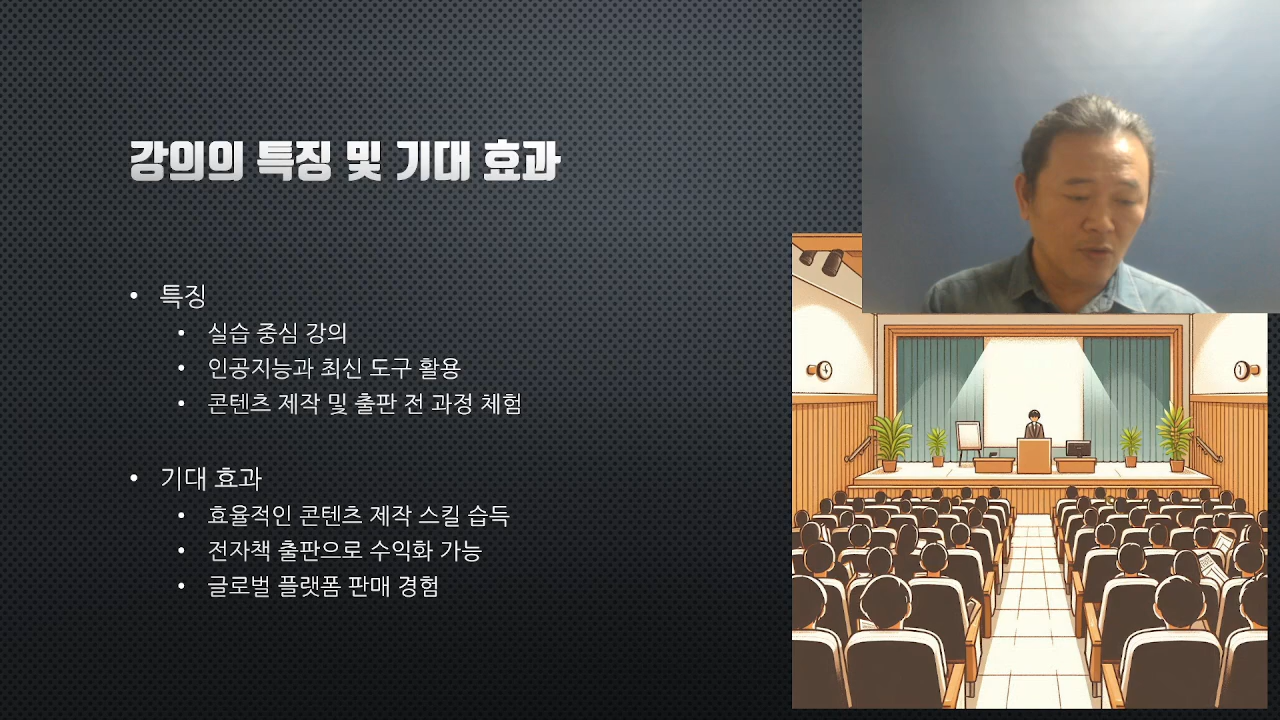 강의의 특징 및 기대 효과
• 특징
• 실습 중심 강의
• 인공지능과 최신 도구 활용
• 콘텐츠 제작 및 출판 전 과정 체험
• 기대 효과
• 효율적인 콘텐츠 제작 스킬 습득
• 전자책 출판으로 수익화 가능
• 글로벌 플랫폼 판매 경험